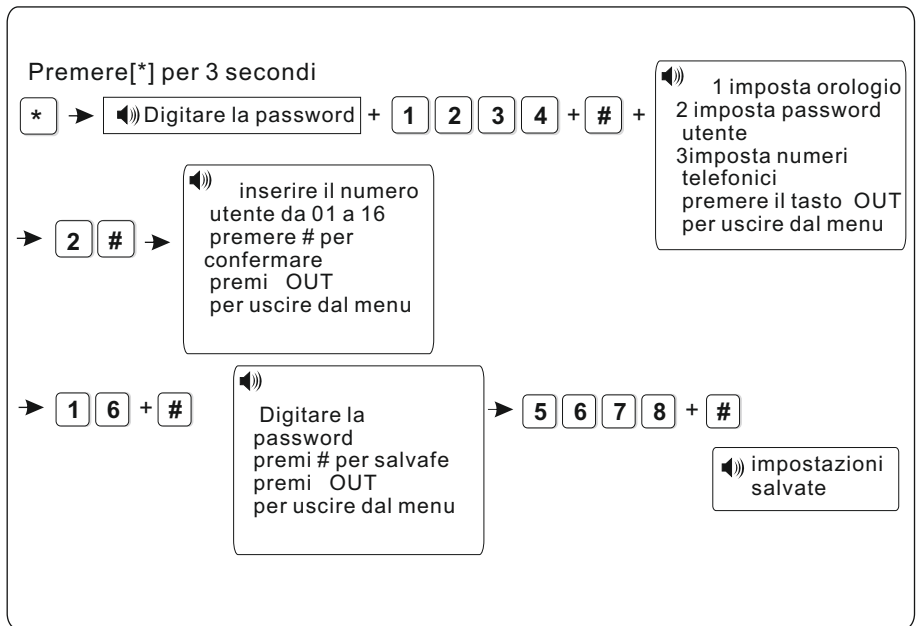 Premere[*] per 3 secondi
* Digitare la password + 1 2 3 4 + # +
1 imposta orologio
2 imposta password
utente
3imposta numeri
telefonici
premere il tasto OUT
per uscire dal menu
2 #
inserire il numero
utente da 01 a 16
premere # per
confermare
premi OUT
per uscire dal menu
1 6 + #
Digitare la
password
premi # per salvafe
premi OUT
per uscire dal menu
5 6 7 8 + #
impostazioni
salvate